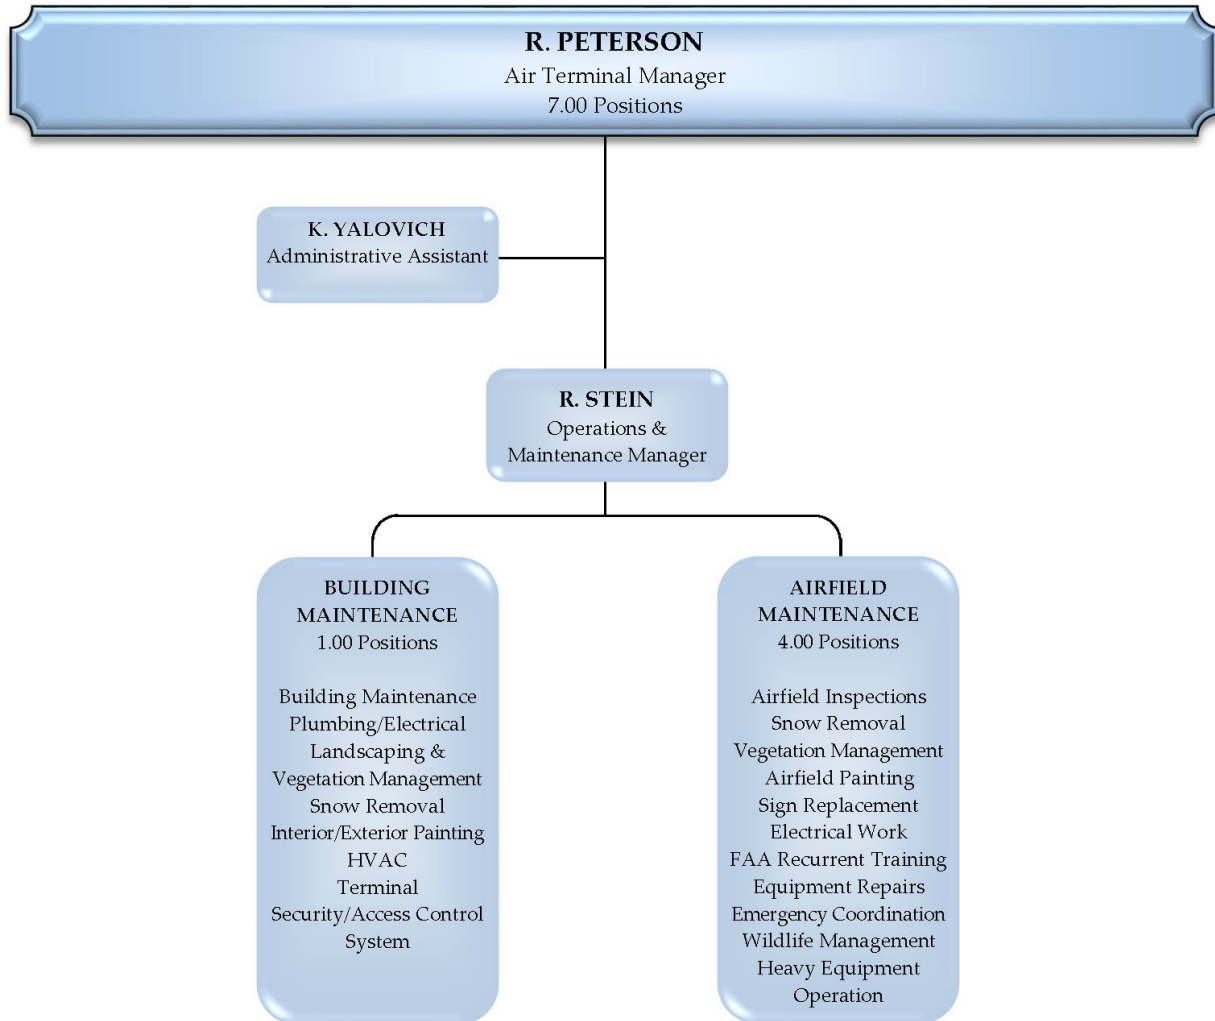 R. PETERSON
Air Terminal Manager
7.00 Positions
K. YALOVICH
Administrative Assistant
R. STEIN
Operations &
Maintenance Manager
BUILDING
MAINTENANCE
1.00 Positions
Building Maintenance
Plumbing/Electrical
Landscaping &
Vegetation Management
Snow Removal
Interior/Exterior Painting
HVAC
Terminal
Security/Access Control
System
AIRFIELD
MAINTENANCE
4.00 Positions
Airfield Inspections
Snow Removal
Vegetation Management
Airfield Painting
Sign Replacement
Electrical Work
FAA Recurrent Training
Equipment Repairs
Emergency Coordination
Wildlife Management
Heavy Equipment
Operation